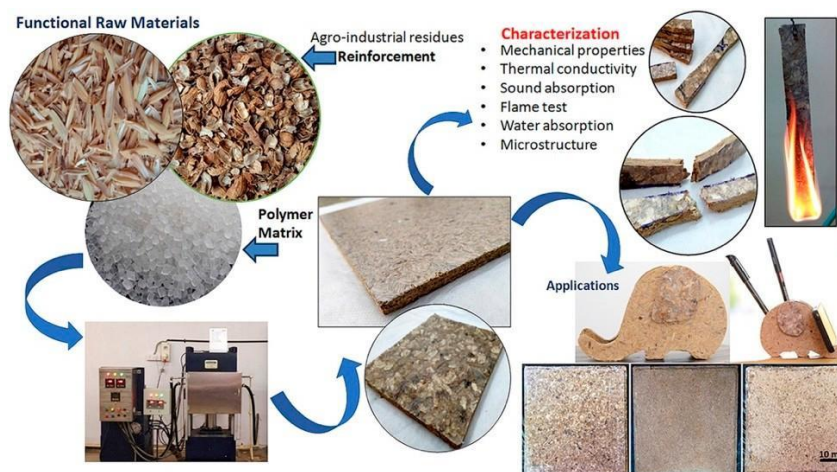 Functional Raw Materials
Agro-industrial residues
Reinforcement
Characterization
• Mechanical properties
• Thermal conductivity
• Sound absorption
• Flame test
• Water absorption
• Microstructure
Polymer
Matrix
Applications